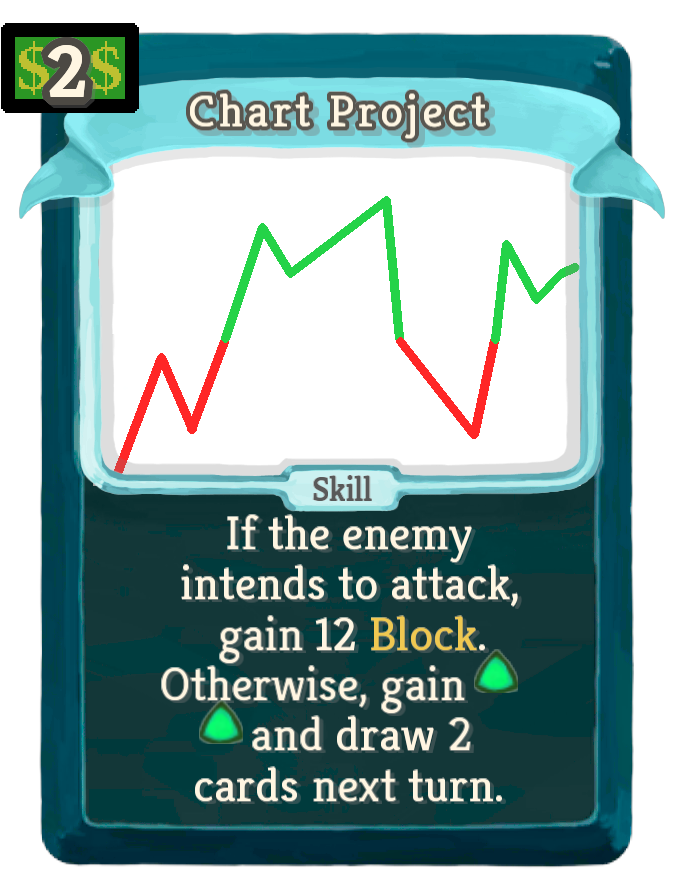 $2$
Chart Project
Skill
If the enemy
intends to attack,
gain 12 Block.
Otherwise, gain
and draw 2
cards next turn.